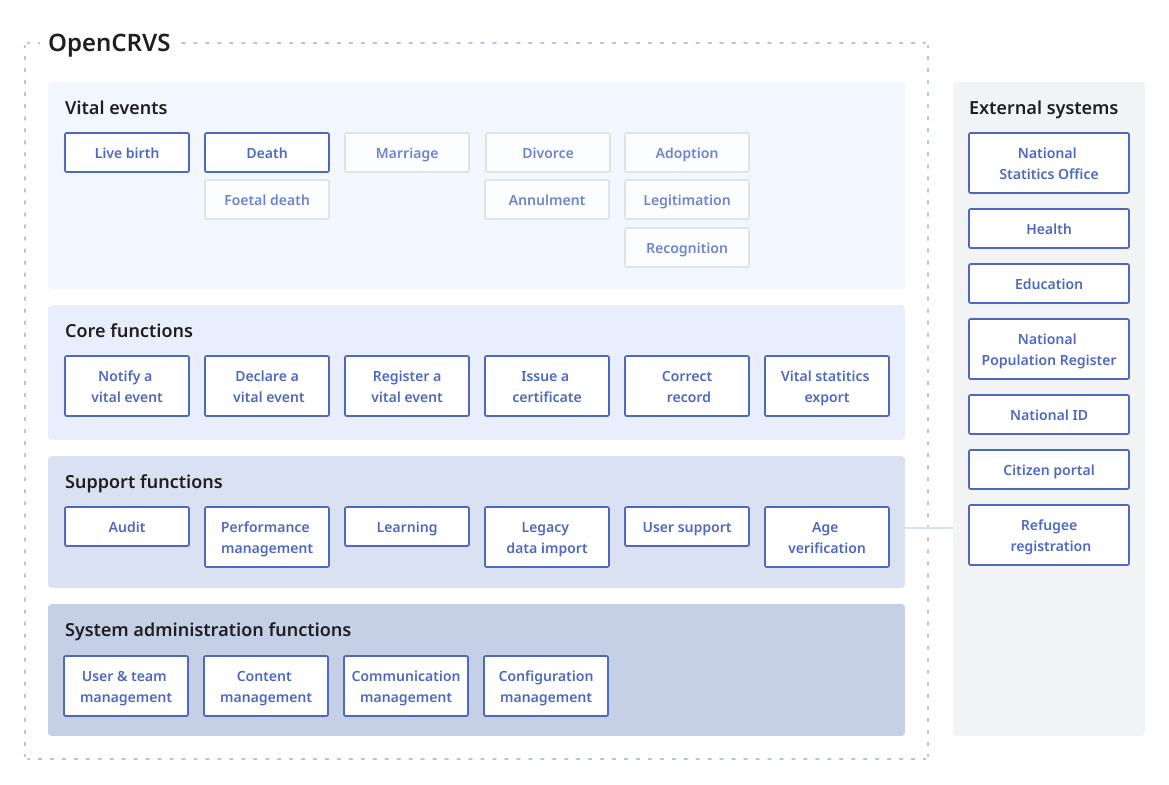 OpenCRVS
Vital events
Live birth
Death
Marriage
Divorce
Adoption
Foetal death
Annulment
Legitimation
Recognition
Core functions
Notify a
vital event
Declare a
vital event
Register a
vital event
Issue a
certificate
Correct
record
Vital statitics
export
Support functions
Audit
Performance
management
Learning
Legacy
data import
User support
Age
verification
System administration functions
User & team
management
Content
management
Communication
management
Configuration
management
External systems
National
Statitics Office
Health
Education
National
Population Register
National ID
Citizen portal
Refugee
registration